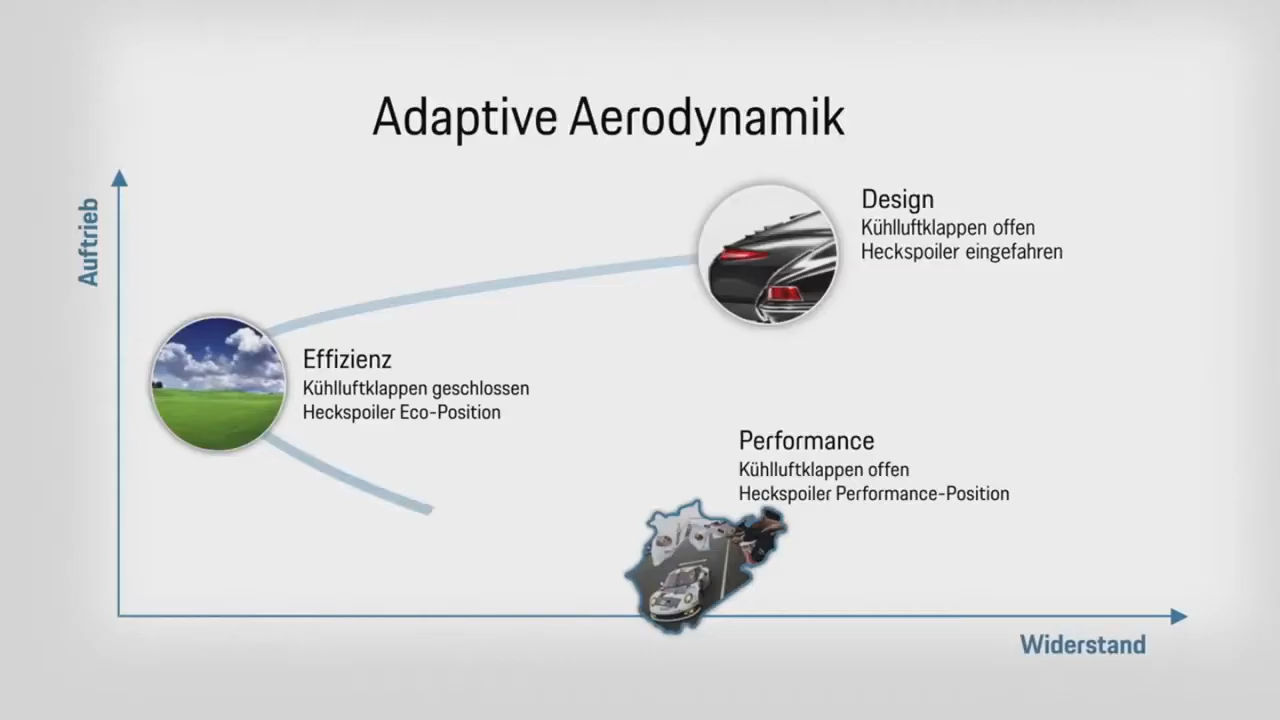 Adaptive Aerodynamik
Auftrieb
Design
Kühlluftklappen offen
Heckspoiler eingefahren
Effizienz
Kühlluftklappen geschlossen
Heckspoiler Eco-Position
Performance
Kühlluftklappen offen
Heckspoiler Performance-Position
Widerstand